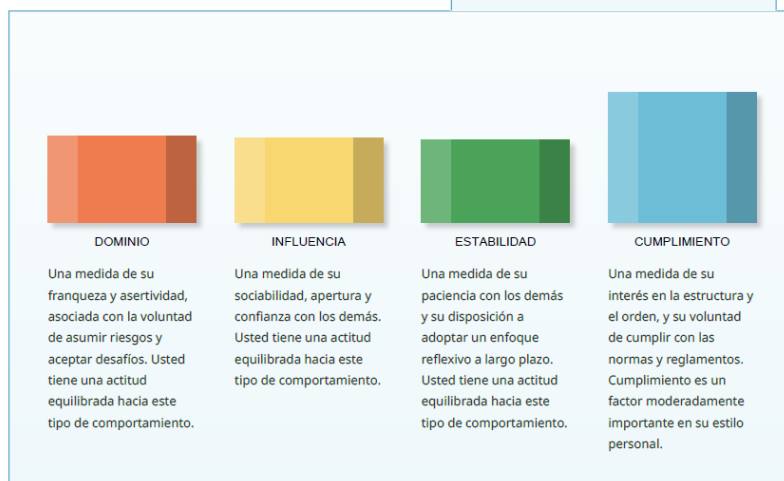 DOMINIO
Una medida de su
franqueza y asertividad,
asociada con la voluntad
de asumir riesgos y
aceptar desafíos. Usted
tiene una actitud
equilibrada hacia este
tipo de comportamiento.
INFLUENCIA
Una medida de su
sociabilidad, apertura y
confianza con los demás.
Usted tiene una actitud
equilibrada hacia este
tipo de comportamiento.
ESTABILIDAD
Una medida de su
paciencia con los demás
y su disposición a
adoptar un enfoque
reflexivo a largo plazo.
Usted tiene una actitud
equilibrada hacia este
tipo de comportamiento.
CUMPLIMIENTO
Una medida de su
interés en la estructura y
el orden, y su voluntad
de cumplir con las
normas y reglamentos.
Cumplimiento es un
factor moderadamente
importante en su estilo
personal.